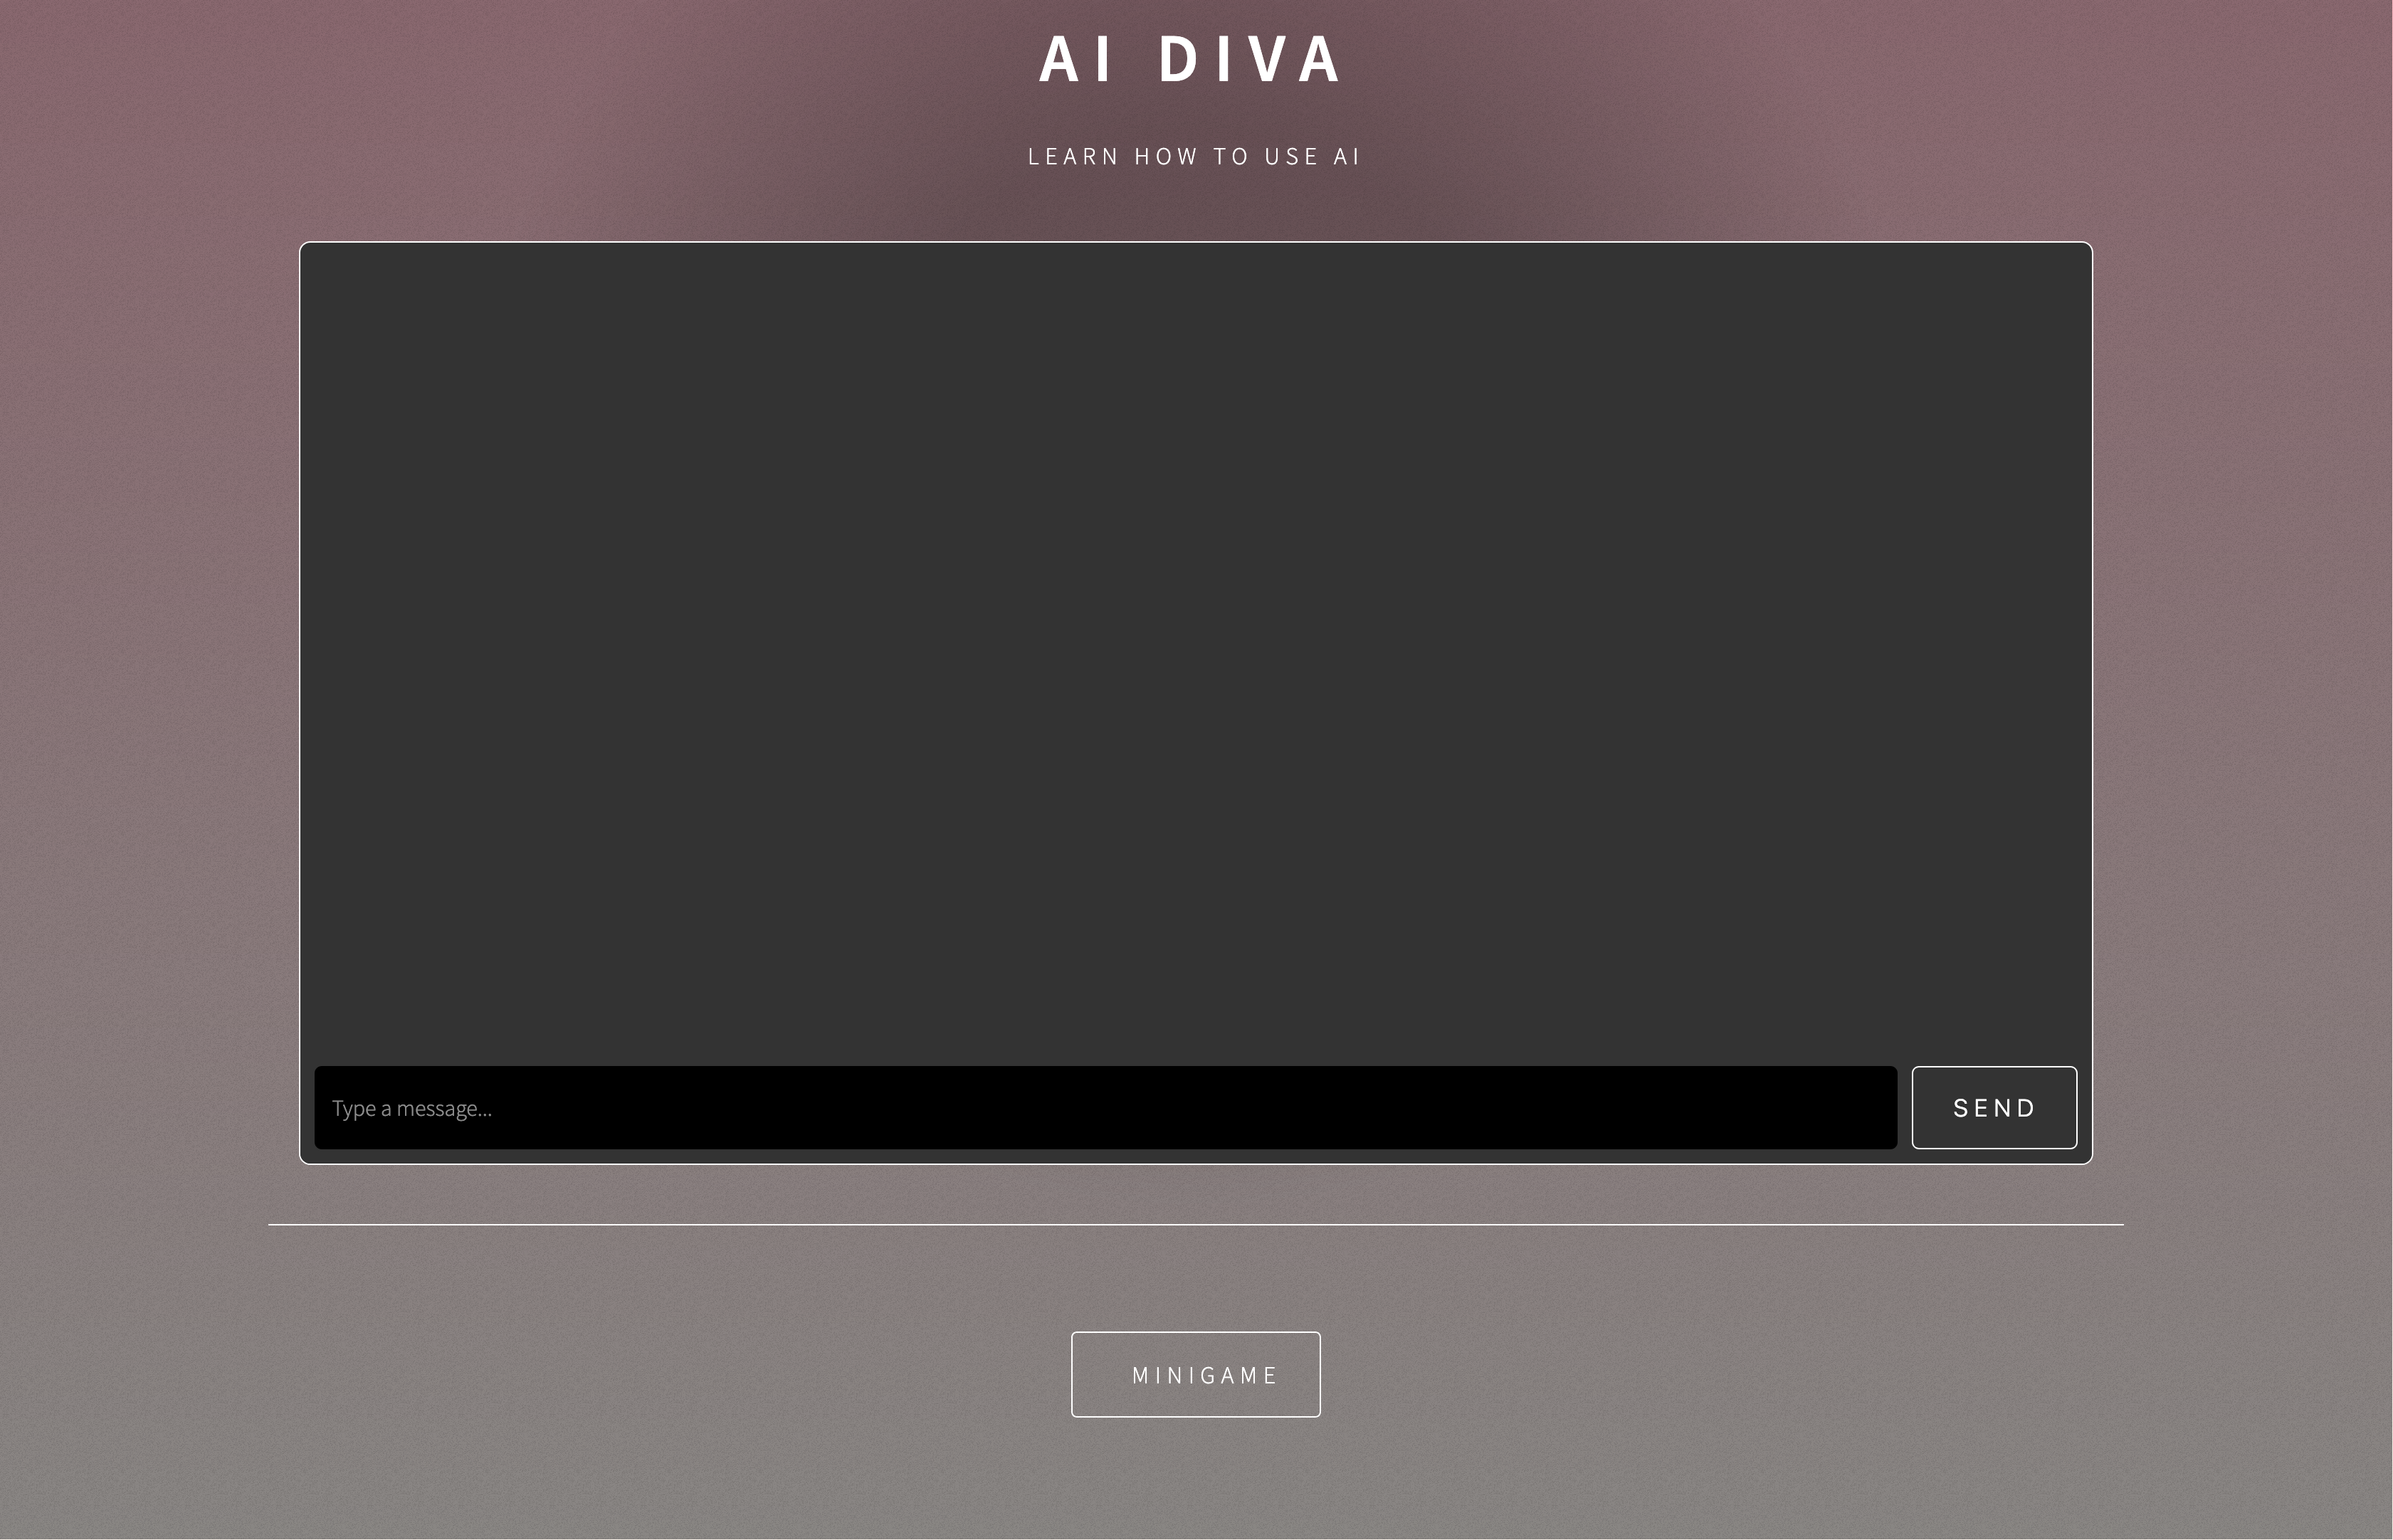 AI DIVA
LEARN HOW TO USE AI
Type a message...
SEND
MINIGAME